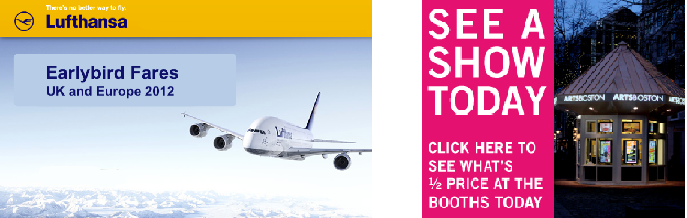 There's no better way to fly.
Lufthansa
Earlybird Fares
UK and Europe 2012
Lufthansa
SEE A
SHOW
TODAY
CLICK HERE TO
SEE WHAT'S
½ PRICE AT THE
BOOTHS TODAY
ARTSBOSTON ARTSBOSTON